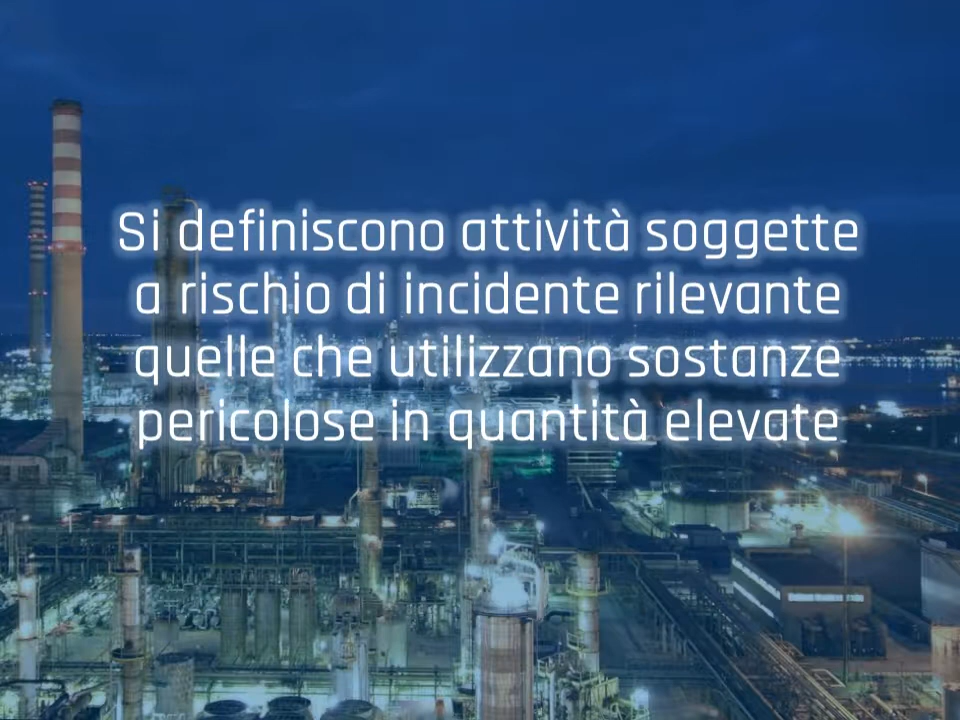 Si definiscono attività soggette
a rischio di incidente rilevante
quelle che utilizzano sostanze
pericolose in quantità elevate